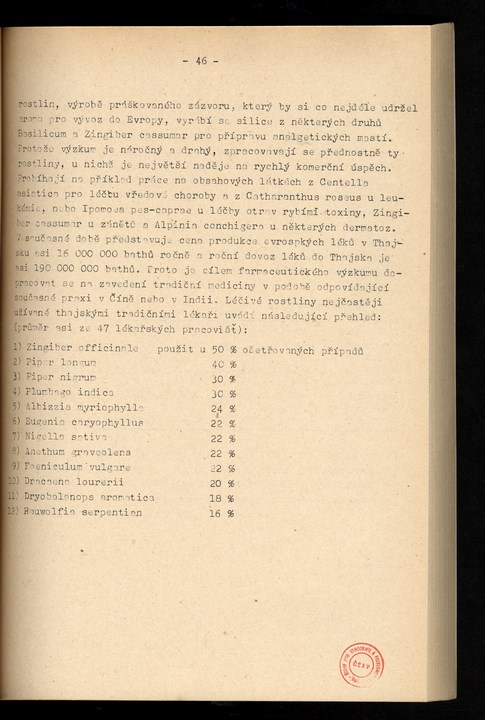 - 46 -
rostlin, výrobě práškovaného zázvoru, který by si co nejdéle udržel
aroma pro vývoz do Evropy, vyrábí se silice z některých druhů
Basilicum a Zingiber cassumar pro přípravu analgetických mastí.
Protože výzkum je náročný a drahý, zpracovávají se přednostně ty
rostliny, u nichž je největší naděje na rychlý komerční úspěch.
Probíhají na příklad práce na obsahových látkách z Centella
asiatica pro léčbu vředové choroby a z Catharanthus roseus u leu-
kémie, nebo Ipomoea pes-caprae u léčby otrav rybími toxiny, Zingi-
ber cassumar u zánětů a Alpinia conchigera u některých dermatoz.
V současné době představuje cena produkce evropských léků v Thaj-
sku asi 16 000 000 bathů ročně a roční dovoz léků do Thajska je
asi 190 000 000 bathů. Proto je cílem farmaceutického výzkumu do-
pracovat se na zavedení tradiční medicíny v podobě odpovídající
současné praxi v Číně nebo v Indii. Léčivé rostliny nejčastěji
užívané thajskými tradičními lékaři uvádí následující přehled:
(průměr asi ze 47 lékařských pracovišť):
1) Zingiber officinale použit u 50 % ošetřovaných případů
2) Piper longum 40 %
3) Piper nigrum 30 %
4) Plumbago indica 30 %
5) Albizzia myriophylla 24 %
6) Eugenia caryophyllus 22 %
7) Nigella sativa 22 %
8) Anethum graveolens 22 %
9) Foeniculum vulgare 22 %
10) Dracaena lourerii 20 %
11) Dryobalanops aromatica 18 %
12) Rauwolfia serpentian 16 %
ČSAV